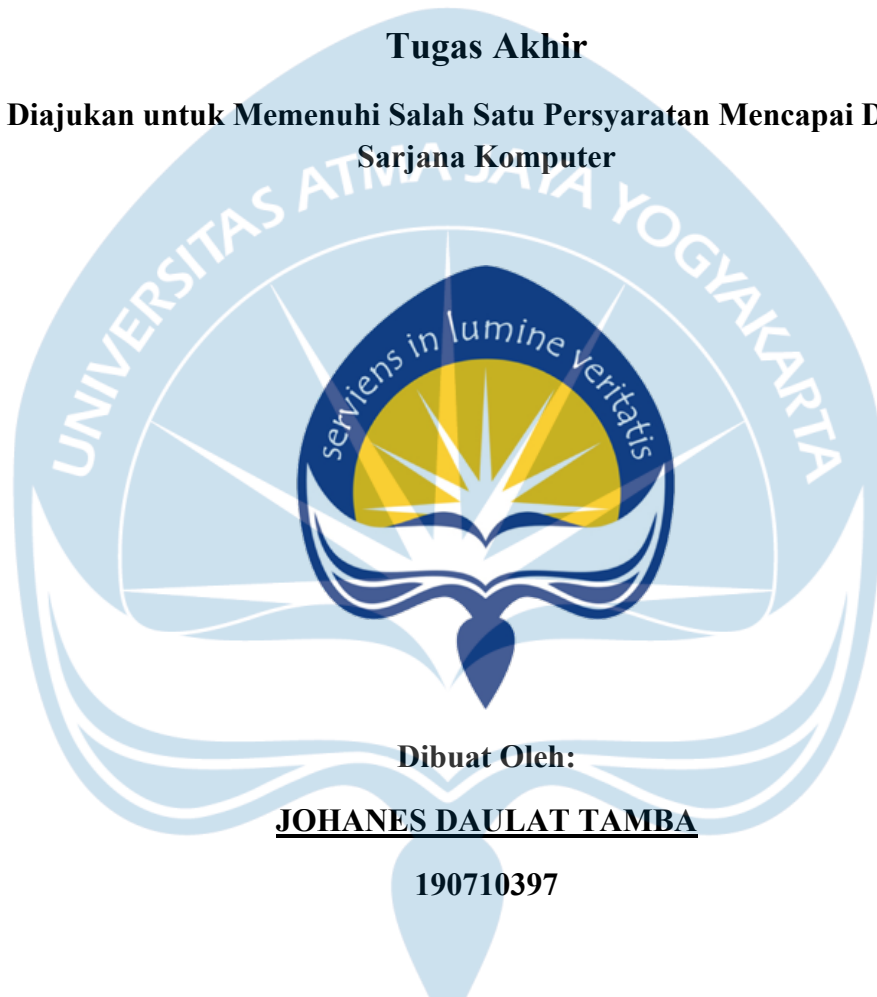 Tugas Akhir
Diajukan untuk Memenuhi Salah Satu Persyaratan Mencapai D
Sarjana Komputer
UNIVERSITAS ATMA JAYA YOGYAKARTA
serviens in lumine veritatis
Dibuat Oleh:
JOHANES DAULAT TAMBA
190710397